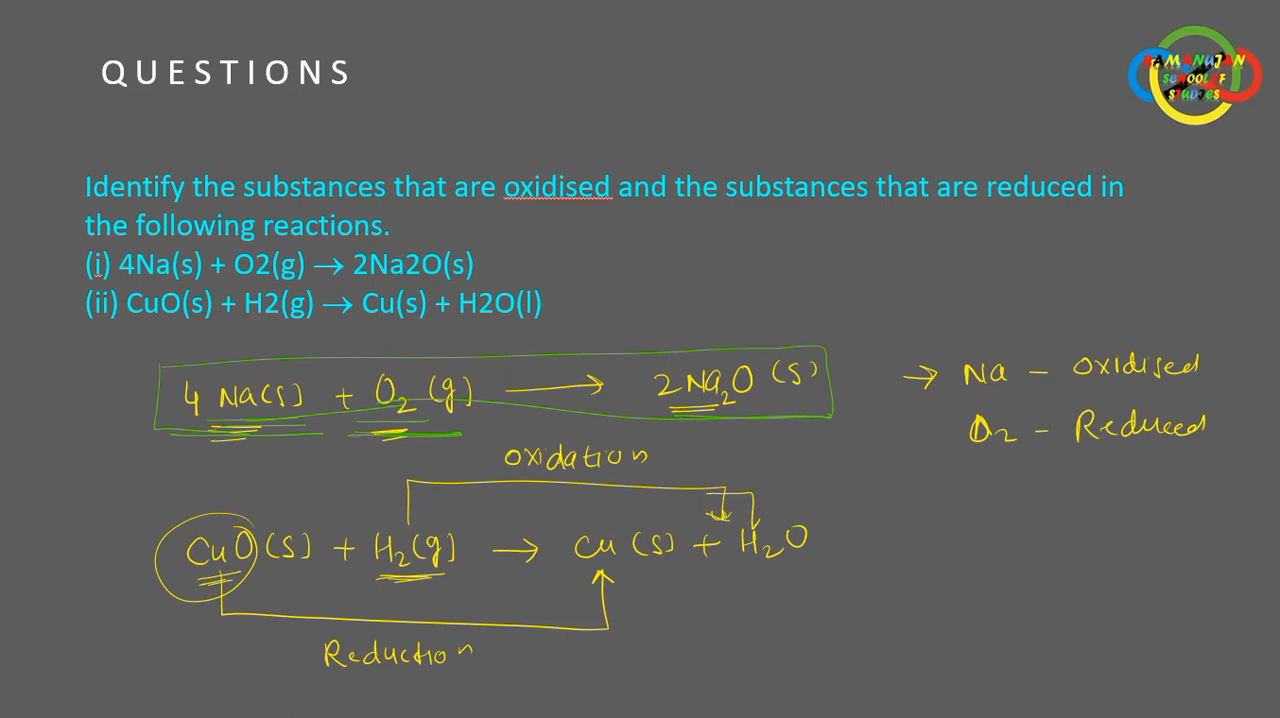 QUESTIONS
RAMANUJAN
SCHOOL OF
STUDIES
Identify the substances that are oxidised and the substances that are reduced in
the following reactions.
(i) 4Na(s) + O2(g) → 2Na2O(s)
(ii) CuO(s) + H2(g) → Cu(s) + H2O(l)
4 Na(s) + O₂ (g) → 2Na₂O (s)
→ Na - Oxidised
O₂ - Reduced
Oxidation
CuO (s) + H₂(g) → Cu (s) + H₂O
Reduction